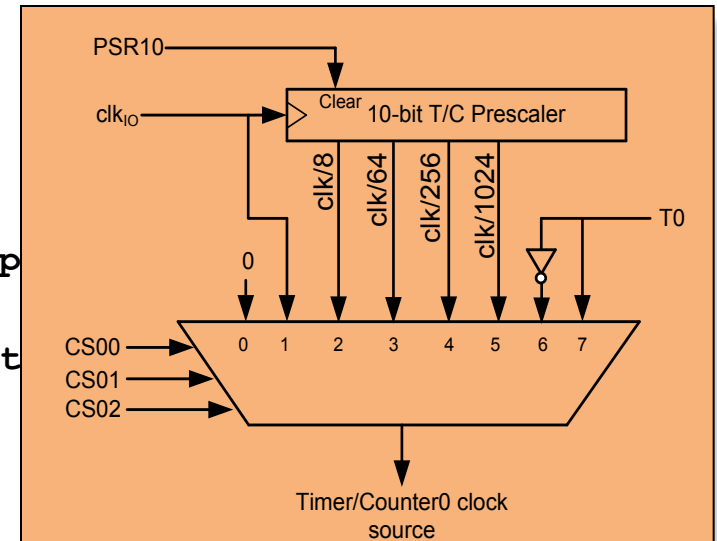 PSR10
Clear
10-bit T/C Prescaler
clk_IO
clk/8
clk/64
clk/256
clk/1024
T0
p
0
t
0 1 2 3 4 5 6 7
CS00
CS01
CS02
Timer/Counter0 clock
source